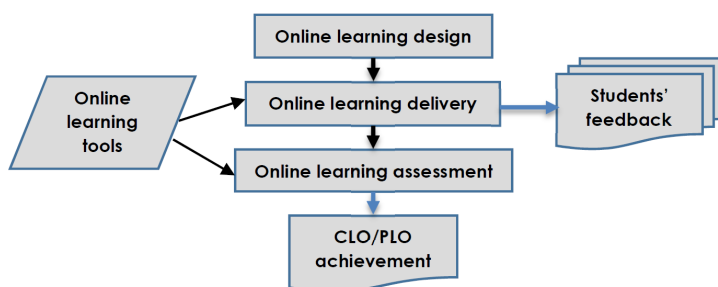 Online learning design
Online
learning
tools
Online learning delivery
Students’
feedback
Online learning assessment
CLO/PLO
achievement